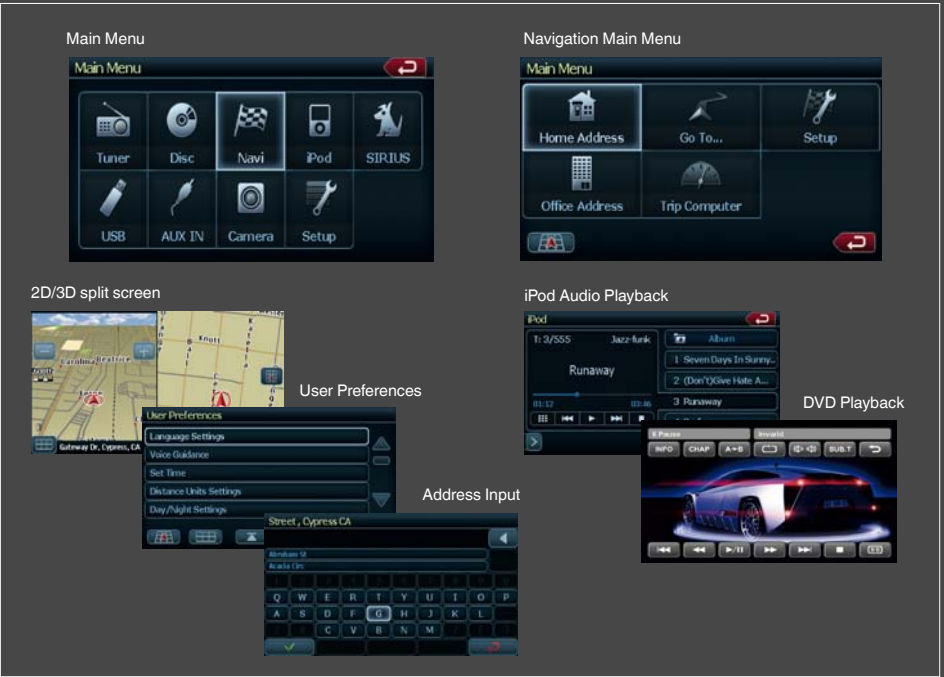 Main Menu
Main Menu
Tuner
Disc
Navi
iPod
SIRIUS
USB
AUX IN
Camera
Setup
Navigation Main Menu
Main Menu
Home Address
Go To...
Setup
Office Address
Trip Computer
2D/3D split screen
Knott
Carolma
Beatrice
Gateway Dr, Cypress, CA
User Preferences
User Preferences
Language Settings
Voice Guidance
Set Time
Distance Units Settings
Day/Night Settings
Address Input
Street , Cypress CA
Abraham St
Acacia Circ
Q W E R T Y U I O P
A S D F G H J K L
C V B N M
iPod Audio Playback
iPod
T: 3/555 Jazz-funk
Runaway
01:12 03:46
Album
1 Seven Days In Sunny..
2 (Don't)Give Hate A...
3 Runaway
DVD Playback
Pause
Invalid
INFO CHAP A↔B SUB.T